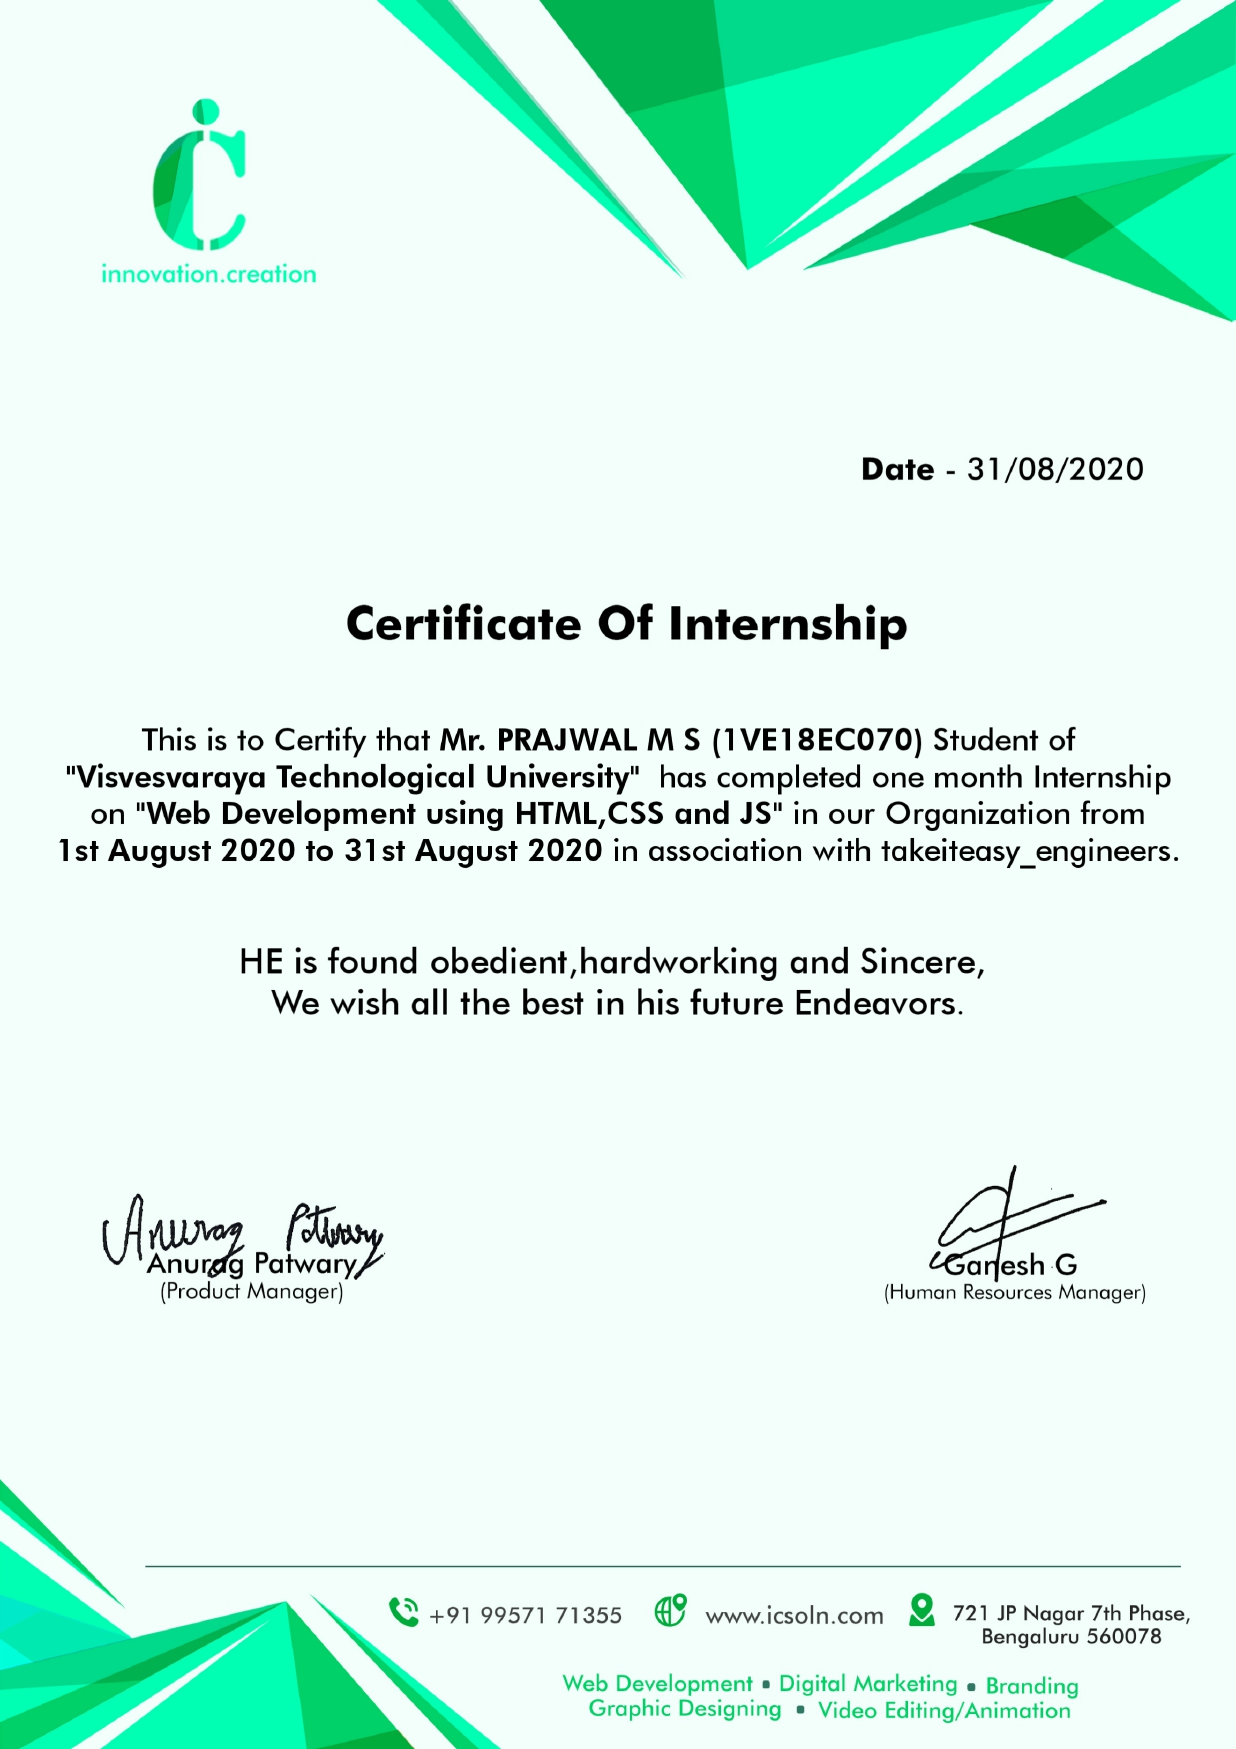 iC
innovation.creation
Date - 31/08/2020
Certificate Of Internship
This is to Certify that Mr. PRAJWAL M S (1VE18EC070) Student of
"Visvesvaraya Technological University" has completed one month Internship
on "Web Development using HTML,CSS and JS" in our Organization from
1st August 2020 to 31st August 2020 in association with takeiteasy_engineers.
HE is found obedient,hardworking and Sincere,
We wish all the best in his future Endeavors.
Anurag Patwary
Anurag Patwary
(Product Manager)
Ganesh G
(Human Resources Manager)
+91 99571 71355
www.icsoln.com
721 JP Nagar 7th Phase,
Bengaluru 560078
Web Development ▪ Digital Marketing ▪ Branding
Graphic Designing ▪ Video Editing/Animation